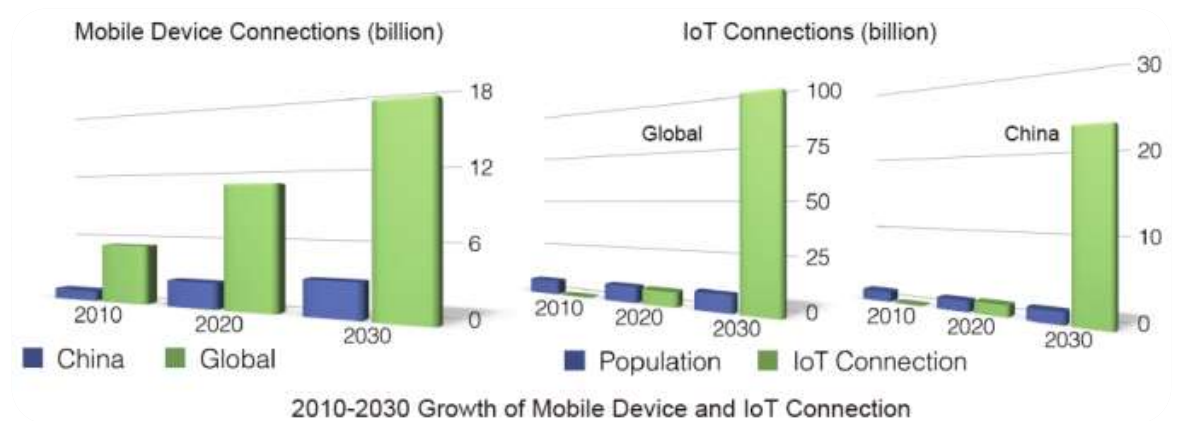 Mobile Device Connections (billion)
18
12
6
0
2010
2020
2030
China
Global
IoT Connections (billion)
Global
100
75
50
25
0
2010
2020
2030
China
30
20
10
0
2010
2020
2030
Population
IoT Connection
2010-2030 Growth of Mobile Device and IoT Connection